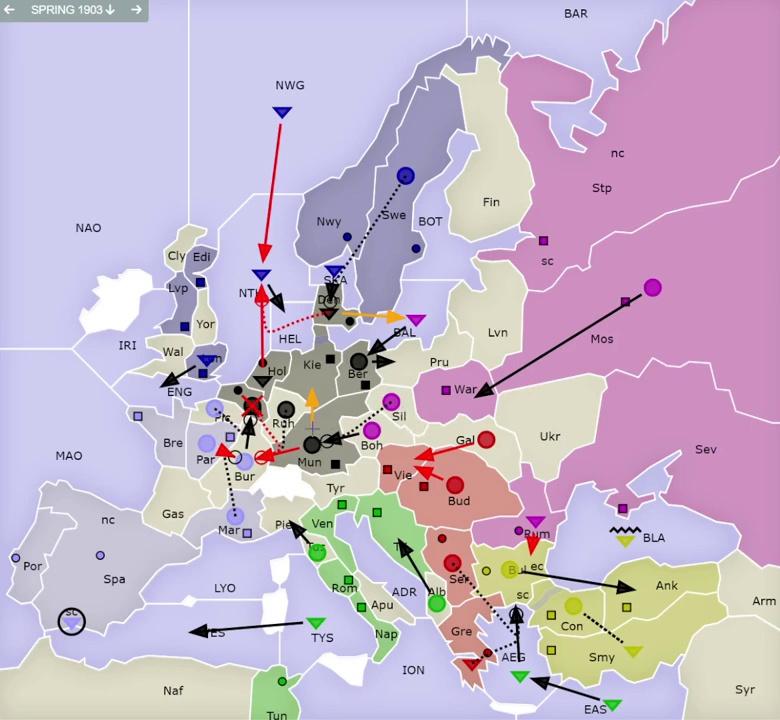 SPRING 1903
BAR
NWG
nc
Stp
Fin
NAO
Nwy
Swe
BOT
Cly
Edi
sc
NTH
SKA
Lvp
Den
Yor
IRI
Wal
HEL
BAL
Lvn
Mos
Kie
Pru
Hol
Ber
War
ENG
Pic
Ruh
Sil
Ukr
Bre
MAO
Par
Boh
Gal
Sev
Bur
Mun
Vie
Tyr
Bud
Gas
nc
Mar
Pie
Ven
Rum
BLA
Por
Spa
Tus
Bul
ec
LYO
Ser
Ank
Rom
ADR
Alb
sc
Arm
sc
Apu
Con
Nap
Gre
TYS
AEG
Smy
ION
Naf
Tun
EAS
Syr